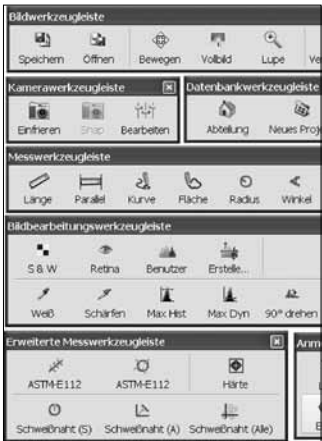 Bildwerkzeugleiste
Speichern Öffnen Bewegen Vollbild Lupe Ve
Kamerawerkzeugleiste
Einfrieren Snap Bearbeiten
Datenbankwerkzeugleiste
Abteilung Neues Proj
Messwerkzeugleiste
Länge Parallel Kurve Fläche Radius Winkel
Bildbearbeitungswerkzeugleiste
S & W Retina Benutzer Erstelle...
Weiß Schärfen Max Hist Max Dyn 90° drehen
Erweiterte Messwerkzeugleiste
ASTM-E112 ASTM-E112 Härte
Schweißnaht (S) Schweißnaht (A) Schweißnaht (Alle)
Anm